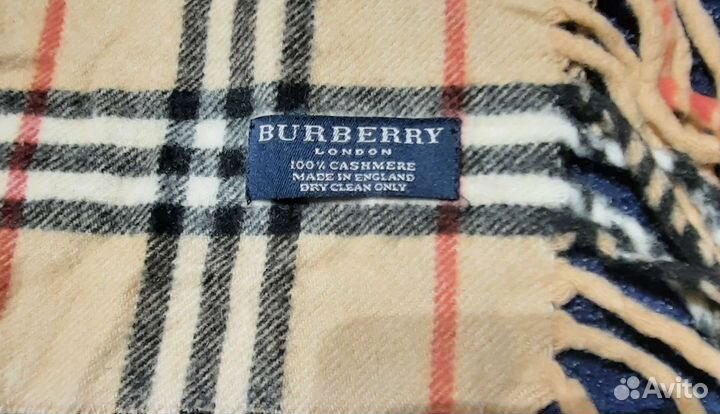 BURBERRY
LONDON
100% CASHMERE
MADE IN ENGLAND
DRY CLEAN ONLY
Avito